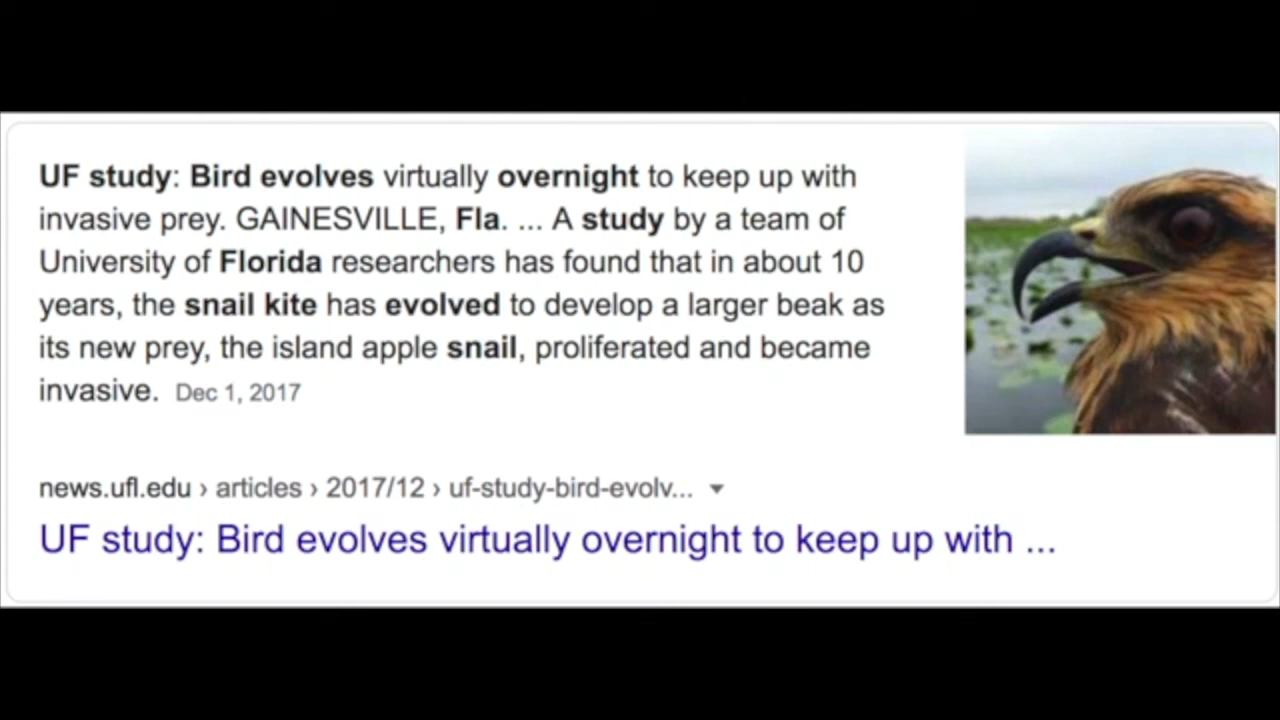 UF study: Bird evolves virtually overnight to keep up with
invasive prey. GAINESVILLE, Fla. ... A study by a team of
University of Florida researchers has found that in about 10
years, the snail kite has evolved to develop a larger beak as
its new prey, the island apple snail, proliferated and became
invasive. Dec 1, 2017
news.ufl.edu › articles › 2017/12 › uf-study-bird-evolv...
UF study: Bird evolves virtually overnight to keep up with ...